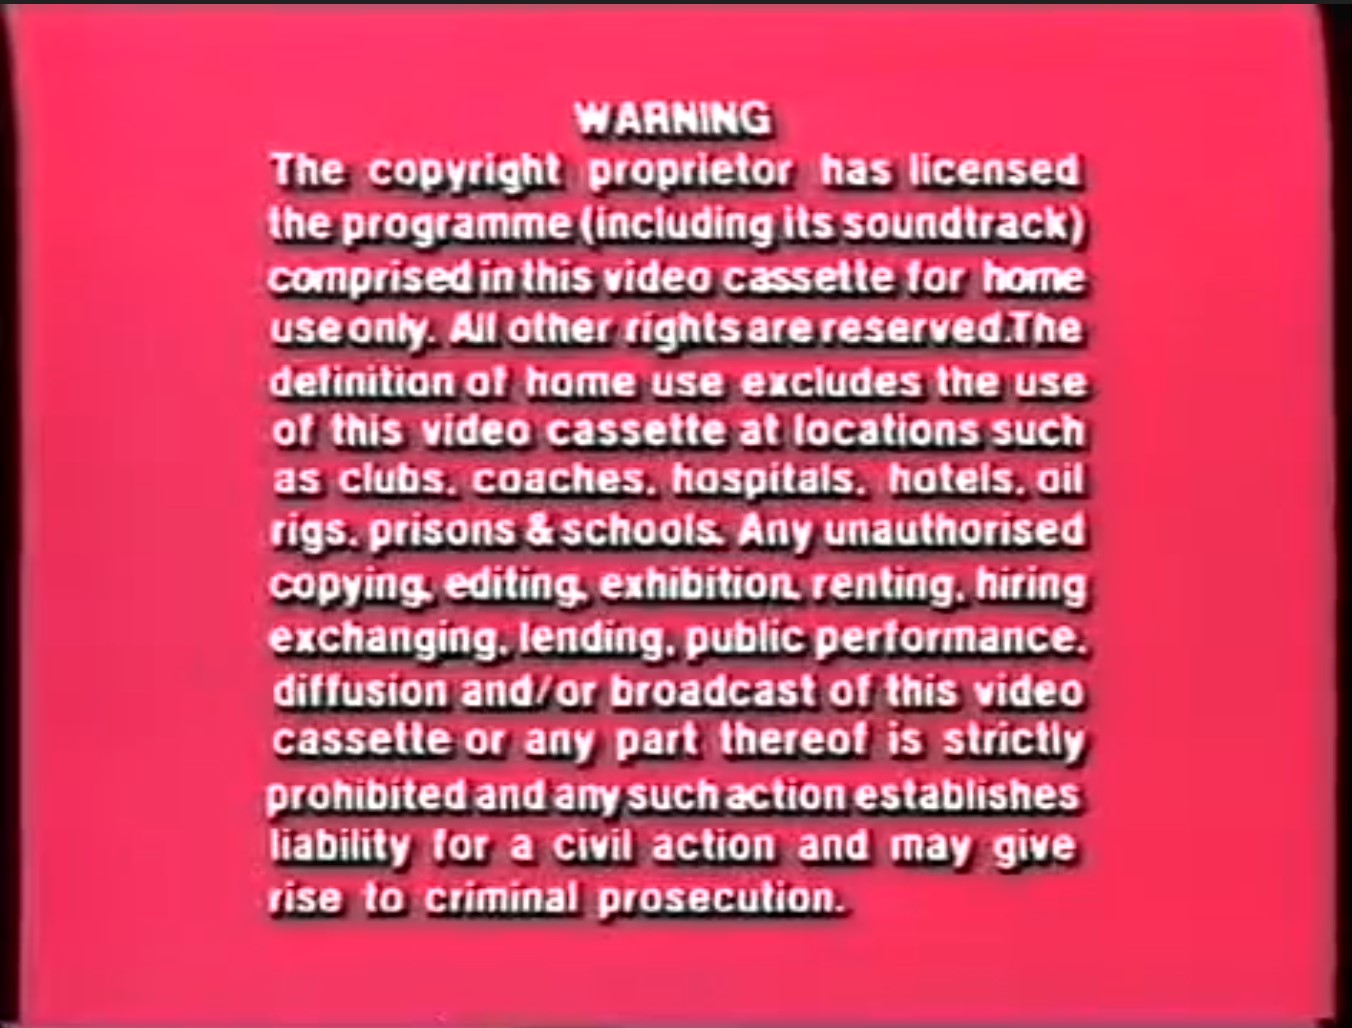 WARNING
The copyright proprietor has licensed
the programme (including its soundtrack)
comprised in this video cassette for home
use only. All other rights are reserved.The
definition of home use excludes the use
of this video cassette at locations such
as clubs, coaches, hospitals, hotels, oil
rigs, prisons & schools. Any unauthorised
copying, editing, exhibition, renting, hiring
exchanging, lending, public performance,
diffusion and/or broadcast of this video
cassette or any part thereof is strictly
prohibited and any such action establishes
liability for a civil action and may give
rise to criminal prosecution.